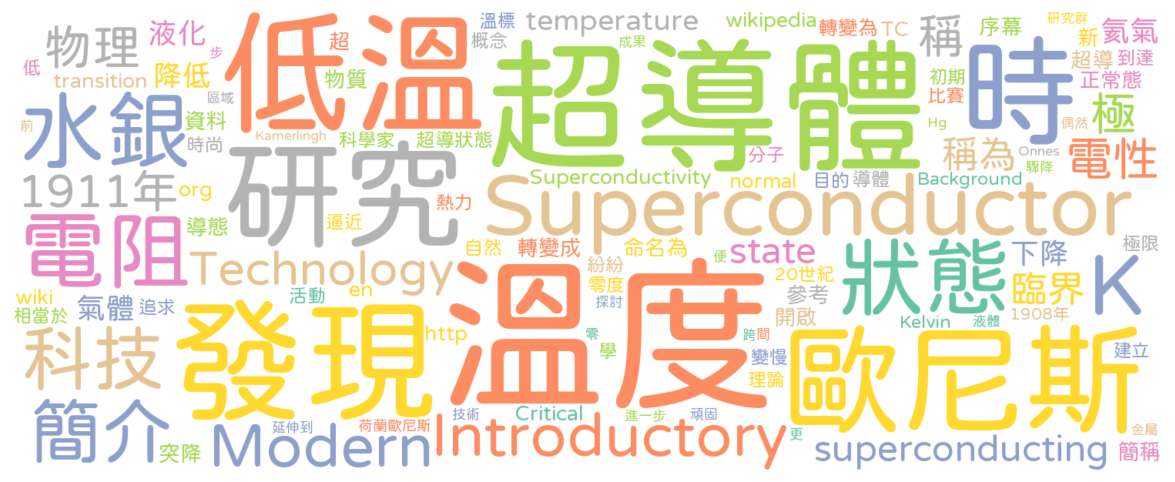 物理 液化 步 溫標 temperature wikipedia 轉變為 TC 稱 序幕 研究群 新 氦氣
低 transition 降低 超 物質 低溫 概念 成果 超導體 時 超導 到達
水銀 區域 資料 時尚 前 Kamerlingh 科學家 超導狀態 初期 比賽 正常態 Hg 極 偶然
1911年 org 研究 熱力 Superconductivity 分子 normal 目的 導體 Background 稱為 Onnes 驟降 電性
電阻 導態 逼近 Superconductor
Technology 自然 轉變成 命名為 便 state 狀態 下降 極限
wiki 相當於 氣體 追求 活動 en 溫度 紛紛 零度 探討 20世紀 參考 開啟 臨界 1908年 K
科技 發現 http 零 學 跨 間 變慢 理論 Kelvin 液體 歐尼斯 建立
簡介 突降 Modern 延伸到 荷蘭歐尼斯 技術 Critical 進一步 頑固 更 金屬
Introductory superconducting 簡稱